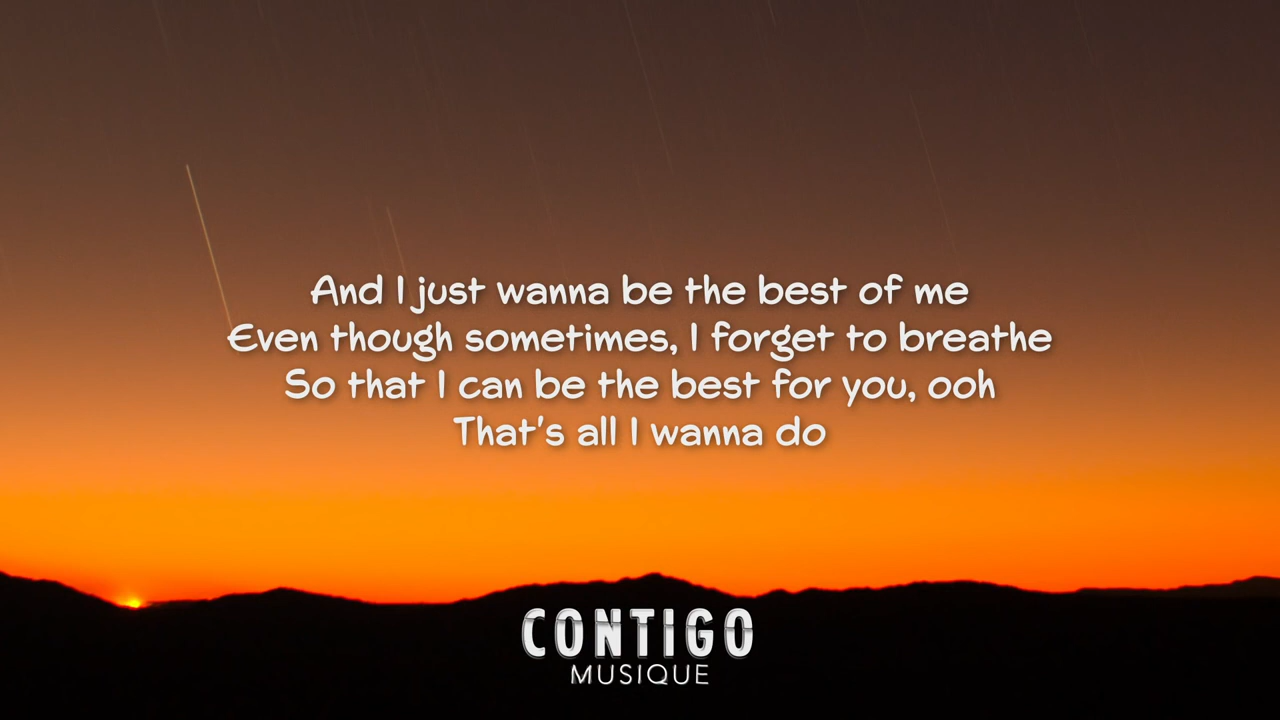 And I just wanna be the best of me
Even though sometimes, I forget to breathe
So that I can be the best for you, ooh
That's all I wanna do
CONTIGO
MUSIQUE